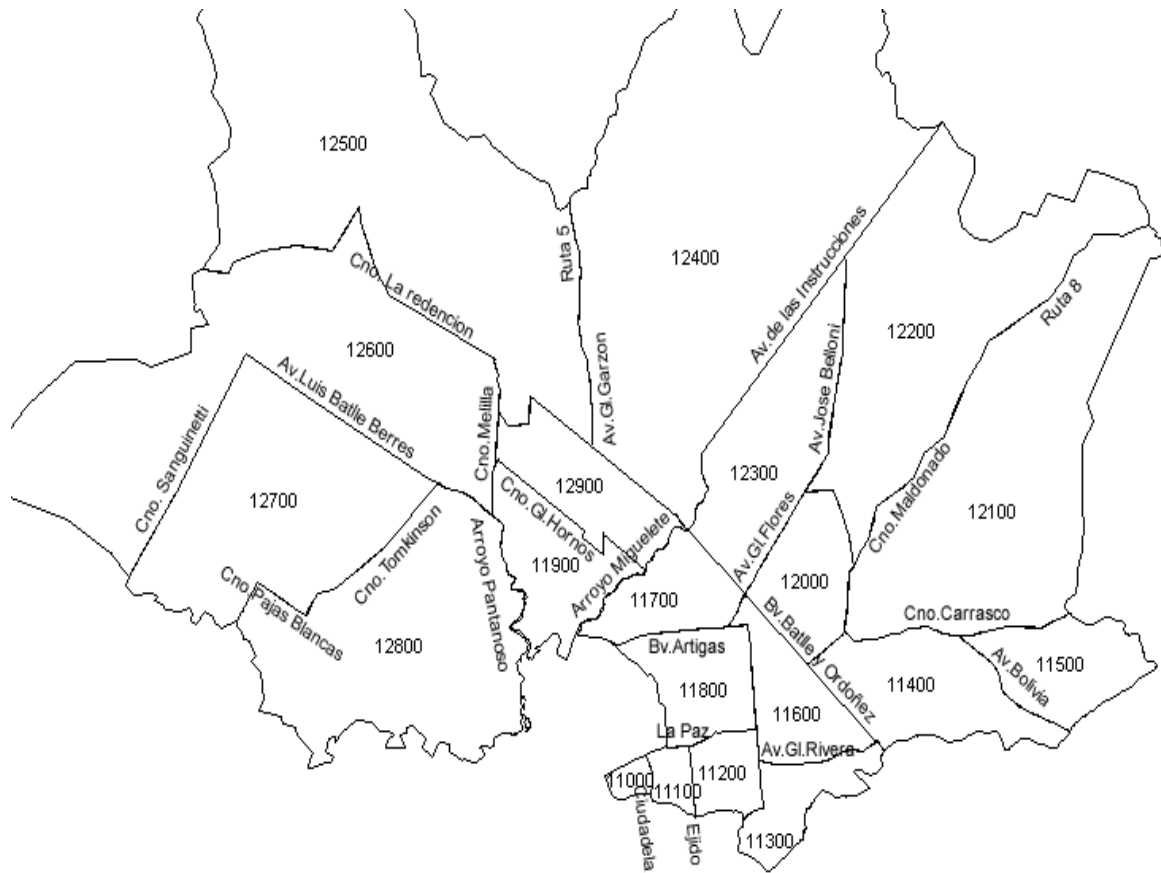 12500
Ruta 5
12400
Av.de las Instrucciones
Cno. La redencion
12200
Ruta 8
12600
Av.Jose Belloni
Av.Luis Batlle Berres
Av.Gl.Garzon
Cno. Sanguinetti
Cno.Melilla
12300
12900
Cno.Maldonado
12700
12100
Cno.Gl.Hornos
Av.Gl.Flores
Cno.Tomkinson
Arroyo Pantanoso
11900
Arroyo Miguelete
12000
11700
Cno.Pajas Blancas
Cno.Carrasco
12800
Bv.Artigas
Bv.Batlle y Ordoñez
11500
Av.Bolivia
11800
11400
11600
La Paz
Av.Gl.Rivera
11000
11200
11100
Ciudadela
Ejido
11300